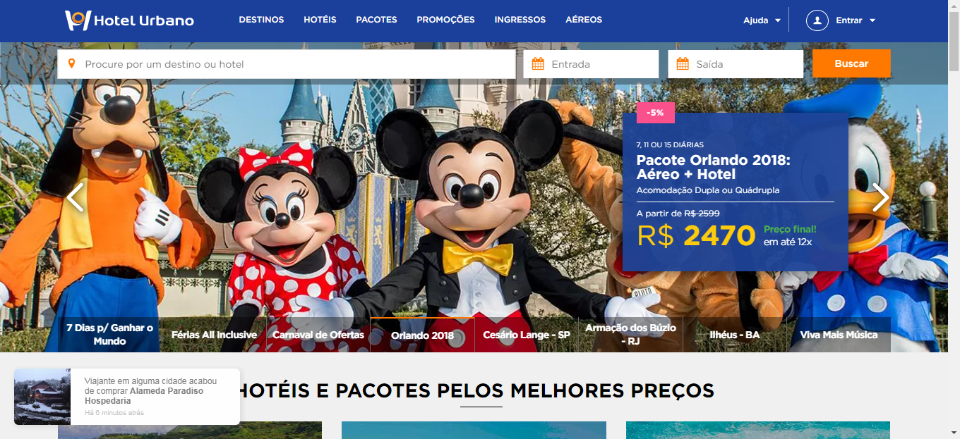 Hotel Urbano
DESTINOS HOTÉIS PACOTES PROMOÇÕES INGRESSOS AÉREOS
Ajuda Entrar
Procure por um destino ou hotel
Entrada
Saída
Buscar
-5%
7, 11 OU 15 DIÁRIAS
Pacote Orlando 2018:
Aéreo + Hotel
Acomodação Dupla ou Quádrupla
A partir de R$ 2599
R$ 2470
Preço final!
em até 12x
7 Dias p/ Ganhar o
Mundo
Férias All Inclusive
Carnaval de Ofertas
Orlando 2018
Cesário Lange - SP
Armação dos Búzio
- RJ
Ilhéus - BA
Viva Mais Música
HOTÉIS E PACOTES PELOS MELHORES PREÇOS
Viajante em alguma cidade acabou
de comprar Alameda Paradiso
Hospedaria
Há 6 minutos atrás